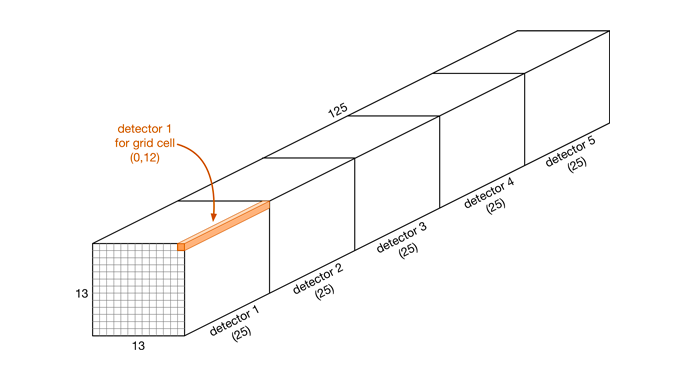 detector 1
for grid cell
(0,12)
125
13
13
detector 1
(25)
detector 2
(25)
detector 3
(25)
detector 4
(25)
detector 5
(25)